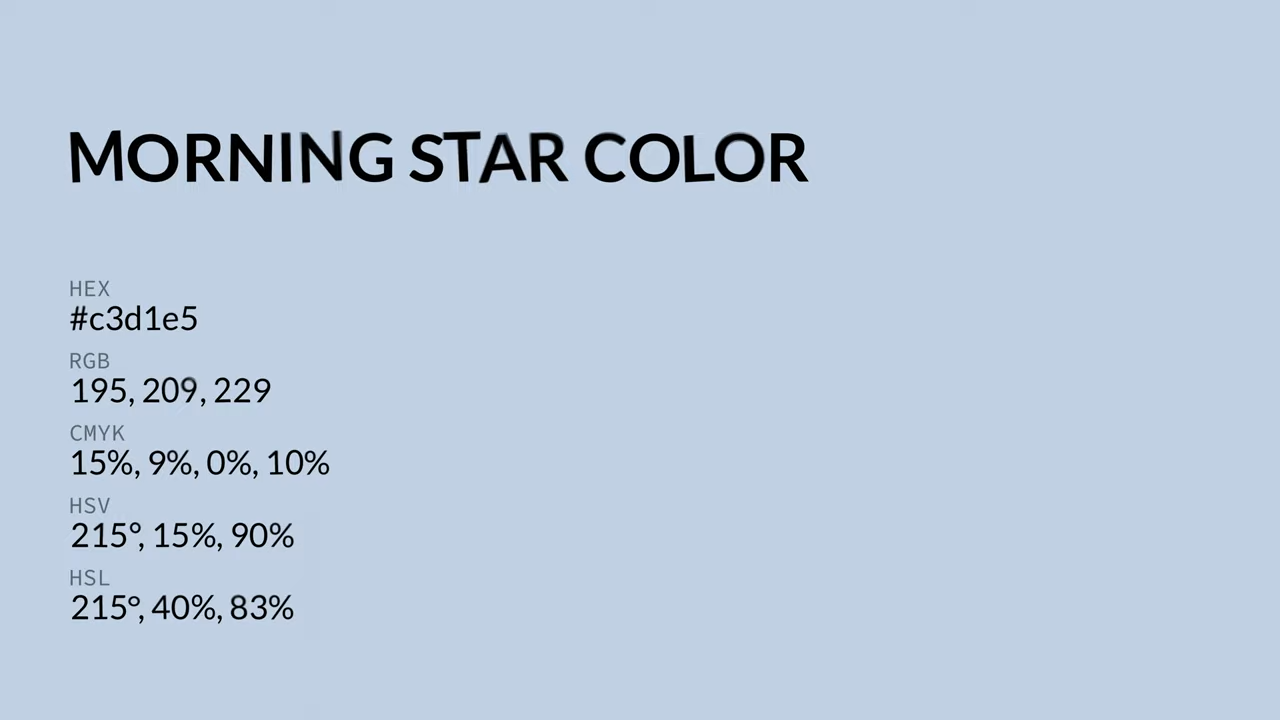 MORNING STAR COLOR
HEX
#c3d1e5
RGB
195, 209, 229
CMYK
15%, 9%, 0%, 10%
HSV
215°, 15%, 90%
HSL
215°, 40%, 83%